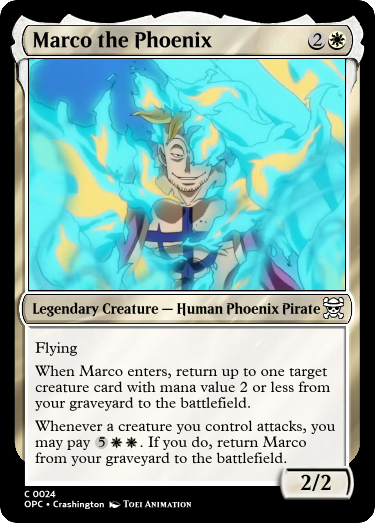 Marco the Phoenix 2
Legendary Creature — Human Phoenix Pirate
Flying
When Marco enters, return up to one target
creature card with mana value 2 or less from
your graveyard to the battlefield.
Whenever a creature you control attacks, you
may pay 5. If you do, return Marco
from your graveyard to the battlefield.
2/2
C 0024
OPC • Crashington Toei Animation